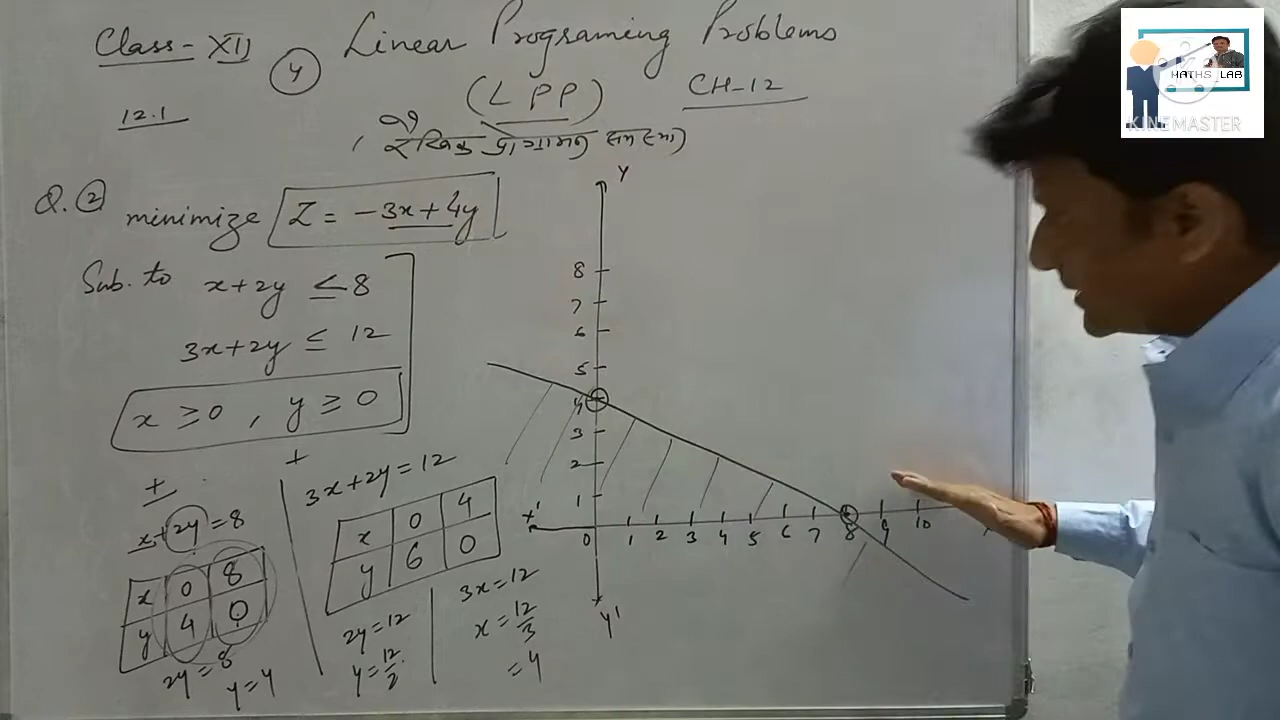 Class-XII
4
Linear Programing Problems
(LPP)
CH-12
12.1
Q. 2
minimize Z = -3x+4y
Sub. to x+2y ≤ 8
3x+2y ≤ 12
x ≥ 0 , y ≥ 0
+
+
x+2y=8
x 0 8
y 4 0
2y=8
y=4
3x+2y=12
x 0 4
y 6 0
2y=12
y=12/2
3x=12
x=12/3
=4
Y
8
7
6
5
4
3
2
1
x'
0 1 2 3 4 5 6 7 8 9 10
y'
MATHS LAB
KINEMASTER